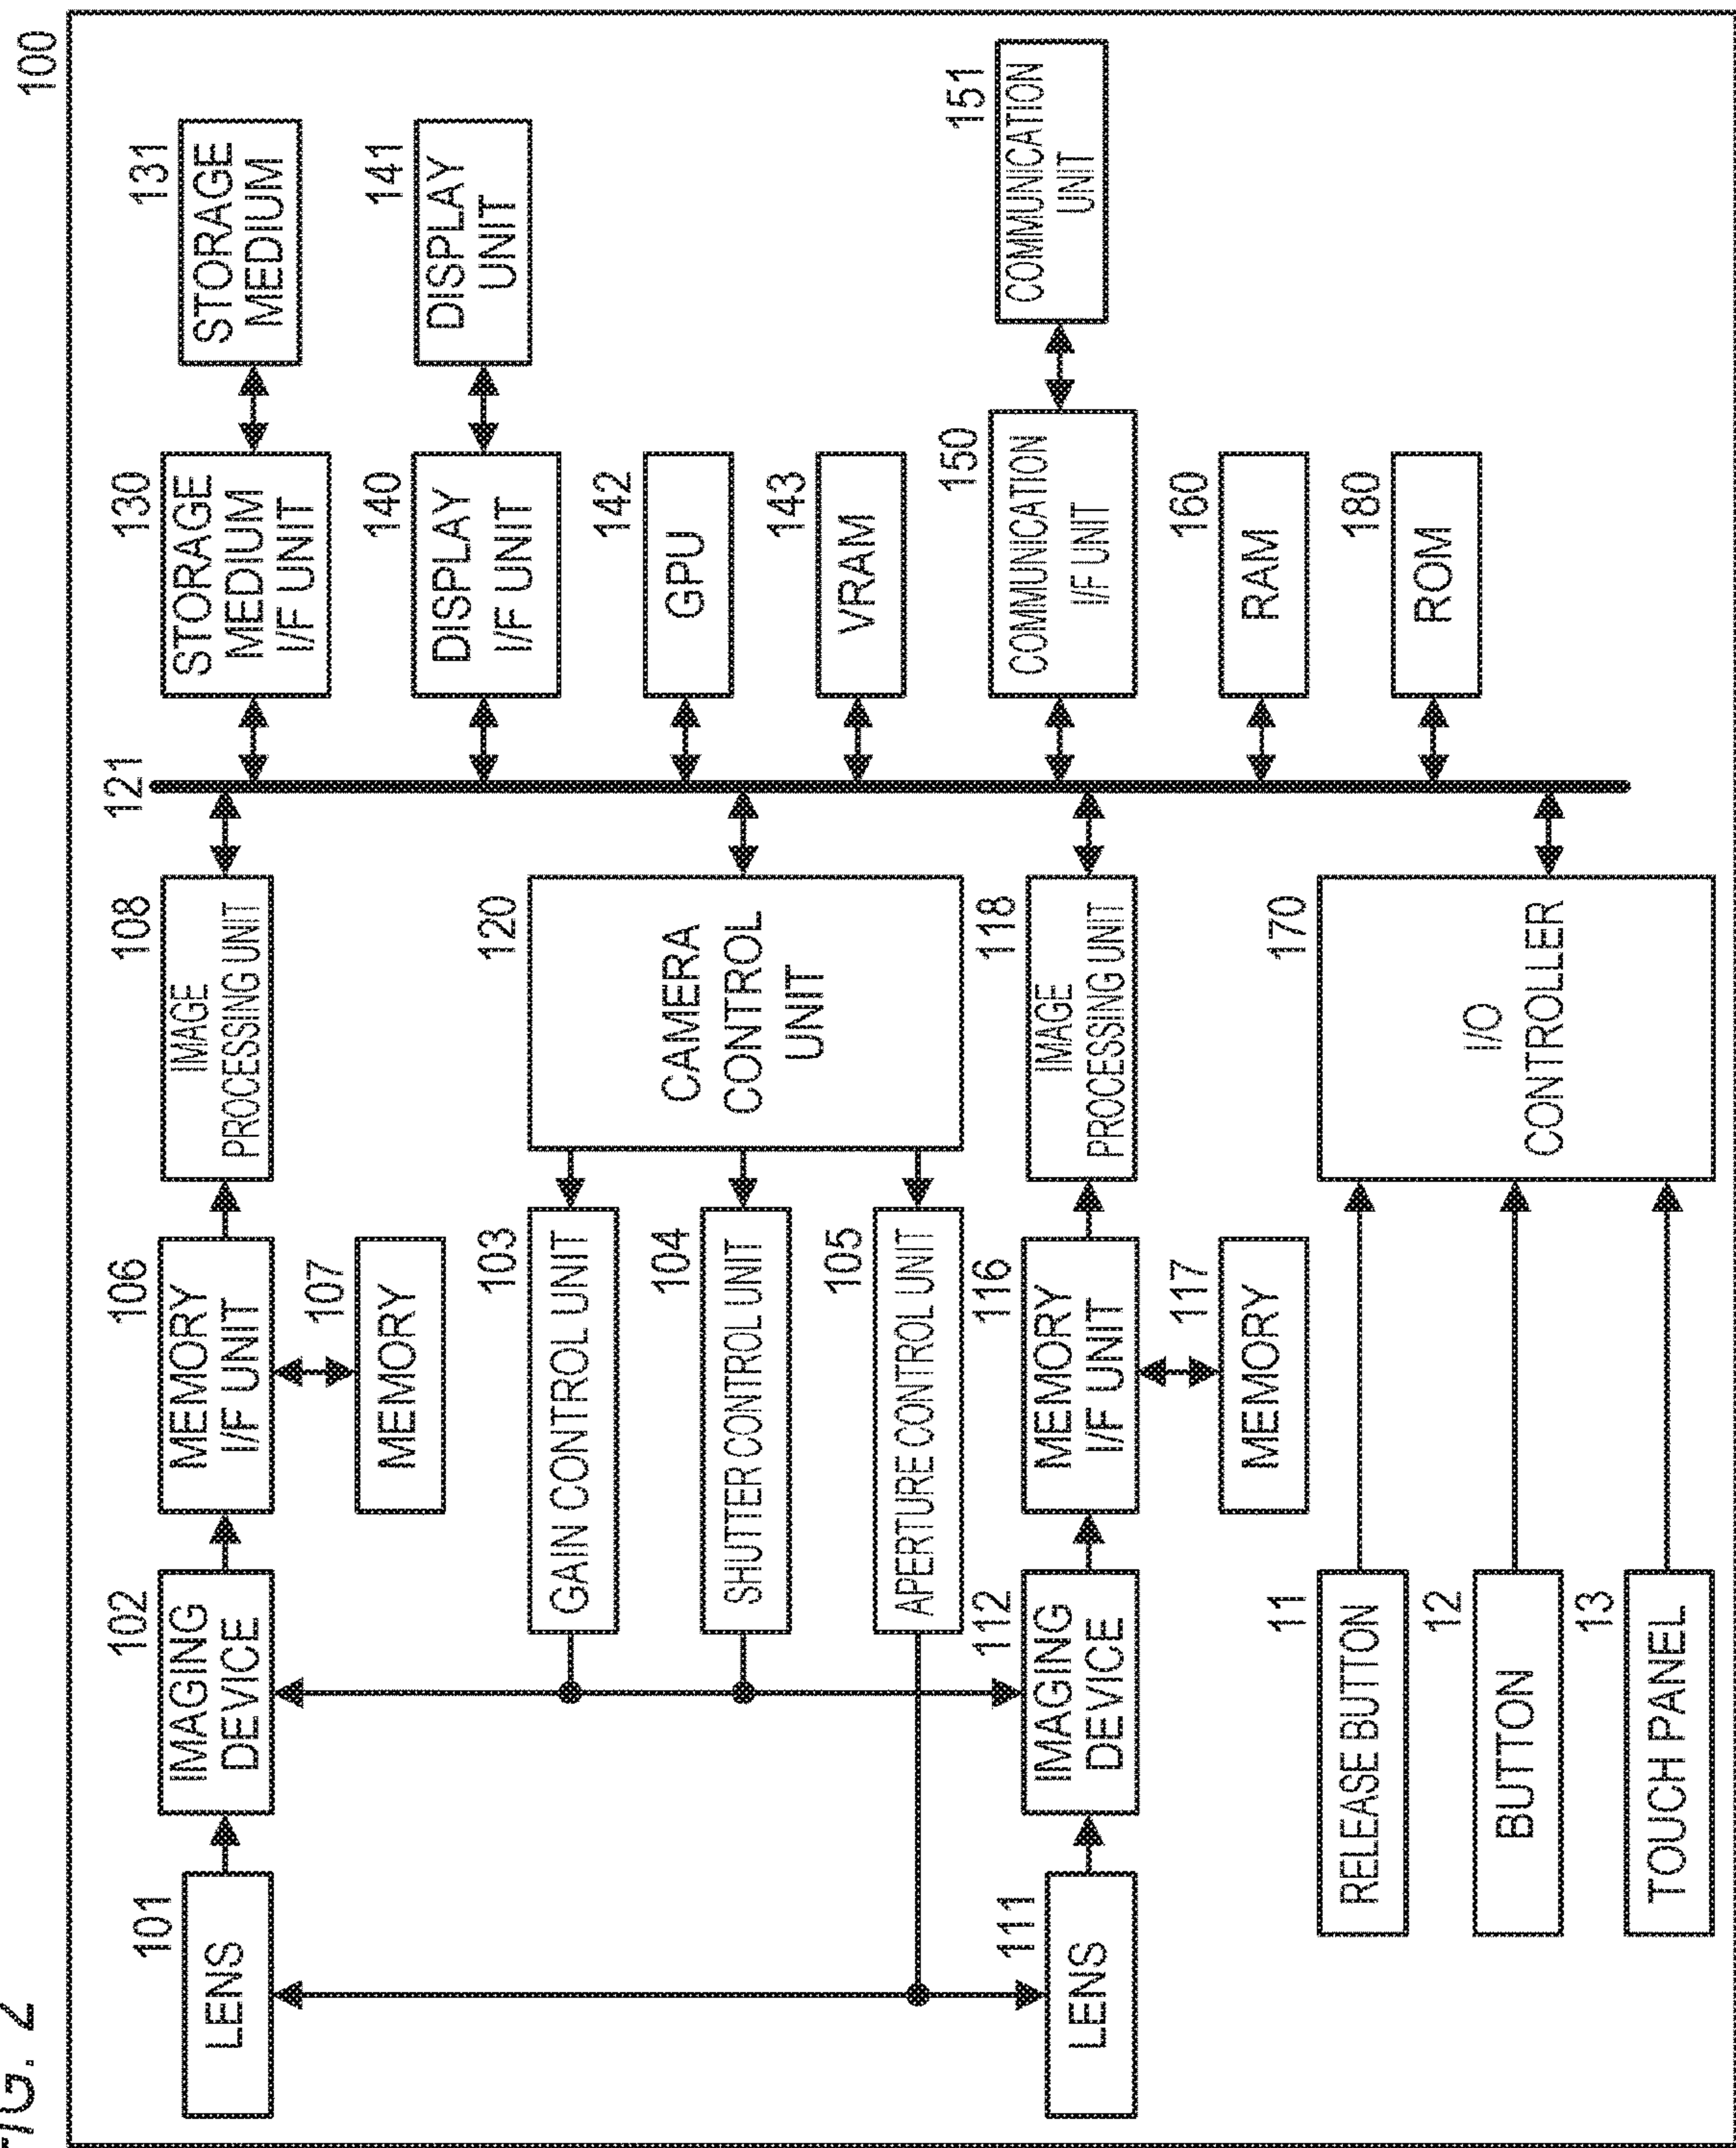 FIG. 2
100
101
LENS
102
IMAGING
DEVICE
106
MEMORY
I/F UNIT
107
MEMORY
108
IMAGE
PROCESSING UNIT
121
130
STORAGE
MEDIUM
I/F UNIT
131
STORAGE
MEDIUM
140
DISPLAY
I/F UNIT
141
DISPLAY
UNIT
103
GAIN CONTROL UNIT
104
SHUTTER CONTROL UNIT
105
APERTURE CONTROL UNIT
120
CAMERA
CONTROL
UNIT
142
GPU
143
VRAM
111
LENS
112
IMAGING
DEVICE
116
MEMORY
I/F UNIT
117
MEMORY
118
IMAGE
PROCESSING UNIT
150
COMMUNICATION
I/F UNIT
151
COMMUNICATION
UNIT
160
RAM
180
ROM
11
RELEASE BUTTON
12
BUTTON
13
TOUCH PANEL
170
I/O
CONTROLLER